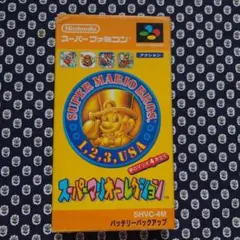 Nintendo
スーパーファミコン
アクション
SUPER MARIO BROS.
1, 2, 3, USA
スーパーマリオコレクション
SHVC-4M
バッテリーバックアップ